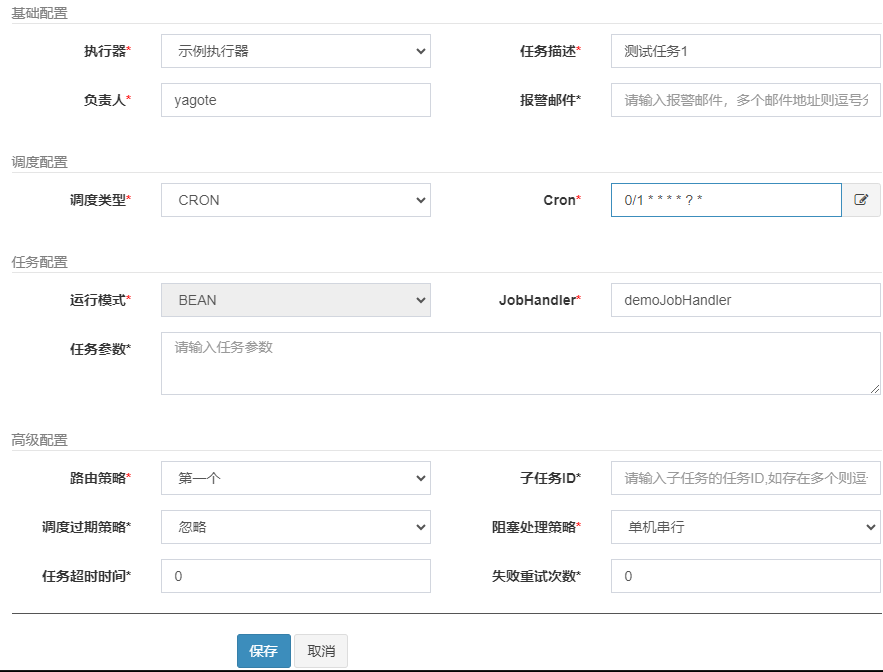 基础配置
执行器* 示例执行器 任务描述* 测试任务1
负责人* yagote 报警邮件* 请输入报警邮件，多个邮件地址则逗号分
调度配置
调度类型* CRON Cron* 0/1 * * * * ? *
任务配置
运行模式* BEAN JobHandler* demoJobHandler
任务参数* 请输入任务参数
高级配置
路由策略* 第一个 子任务ID* 请输入子任务的任务ID,如存在多个则逗
调度过期策略* 忽略 阻塞处理策略* 单机串行
任务超时时间* 0 失败重试次数* 0
保存 取消